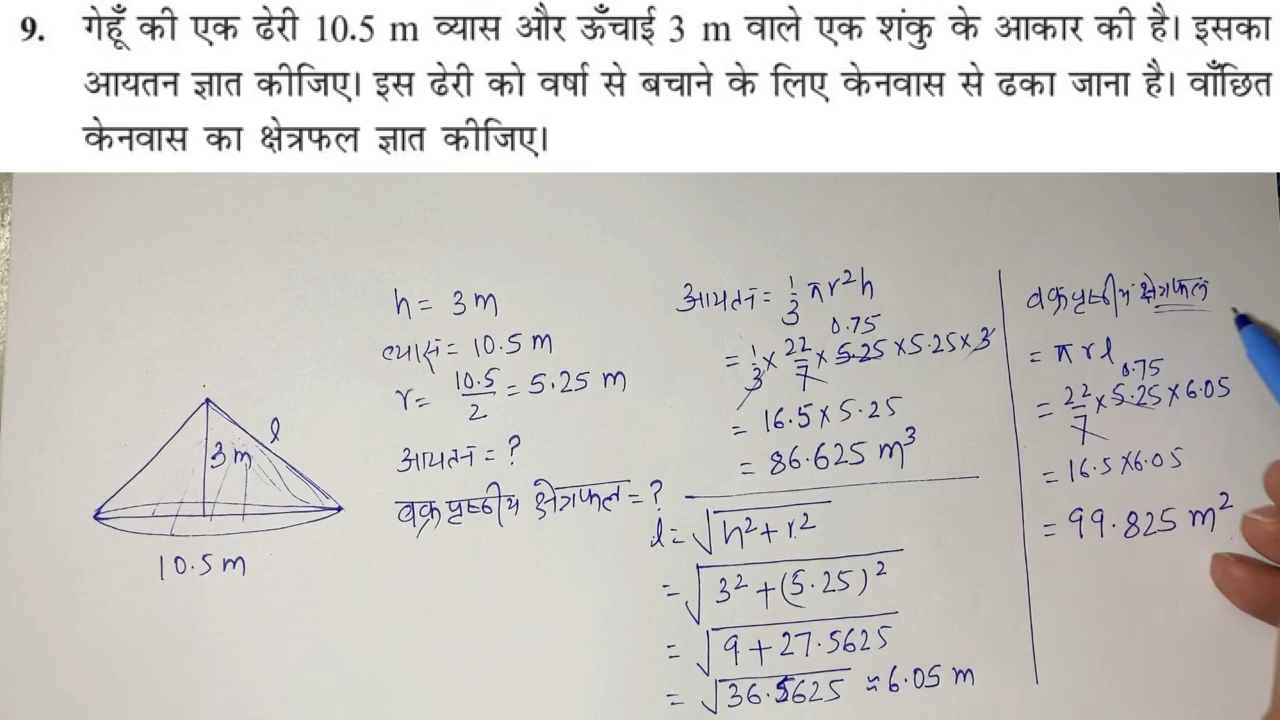 9. गेहूँ की एक ढेरी 10.5 m व्यास और ऊँचाई 3 m वाले एक शंकु के आकार की है। इसका
आयतन ज्ञात कीजिए। इस ढेरी को वर्षा से बचाने के लिए केनवास से ढका जाना है। वाँछित
केनवास का क्षेत्रफल ज्ञात कीजिए।
3 m
l
10.5 m
h = 3 m
व्यास = 10.5 m
r = 10.5/2 = 5.25 m
आयतन = ?
वक्र पृष्ठीय क्षेत्रफल = ?
आयतन = 1/3 πr²h
0.75
= 1/3 × 22/7 × 5.25 × 5.25 × 3
= 16.5 × 5.25
= 86.625 m³
l = √h² + r²
= √3² + (5.25)²
= √9 + 27.5625
= √36.5625 ≈ 6.05 m
वक्र पृष्ठीय क्षेत्रफल
= π r l
0.75
= 22/7 × 5.25 × 6.05
= 16.5 × 6.05
= 99.825 m²